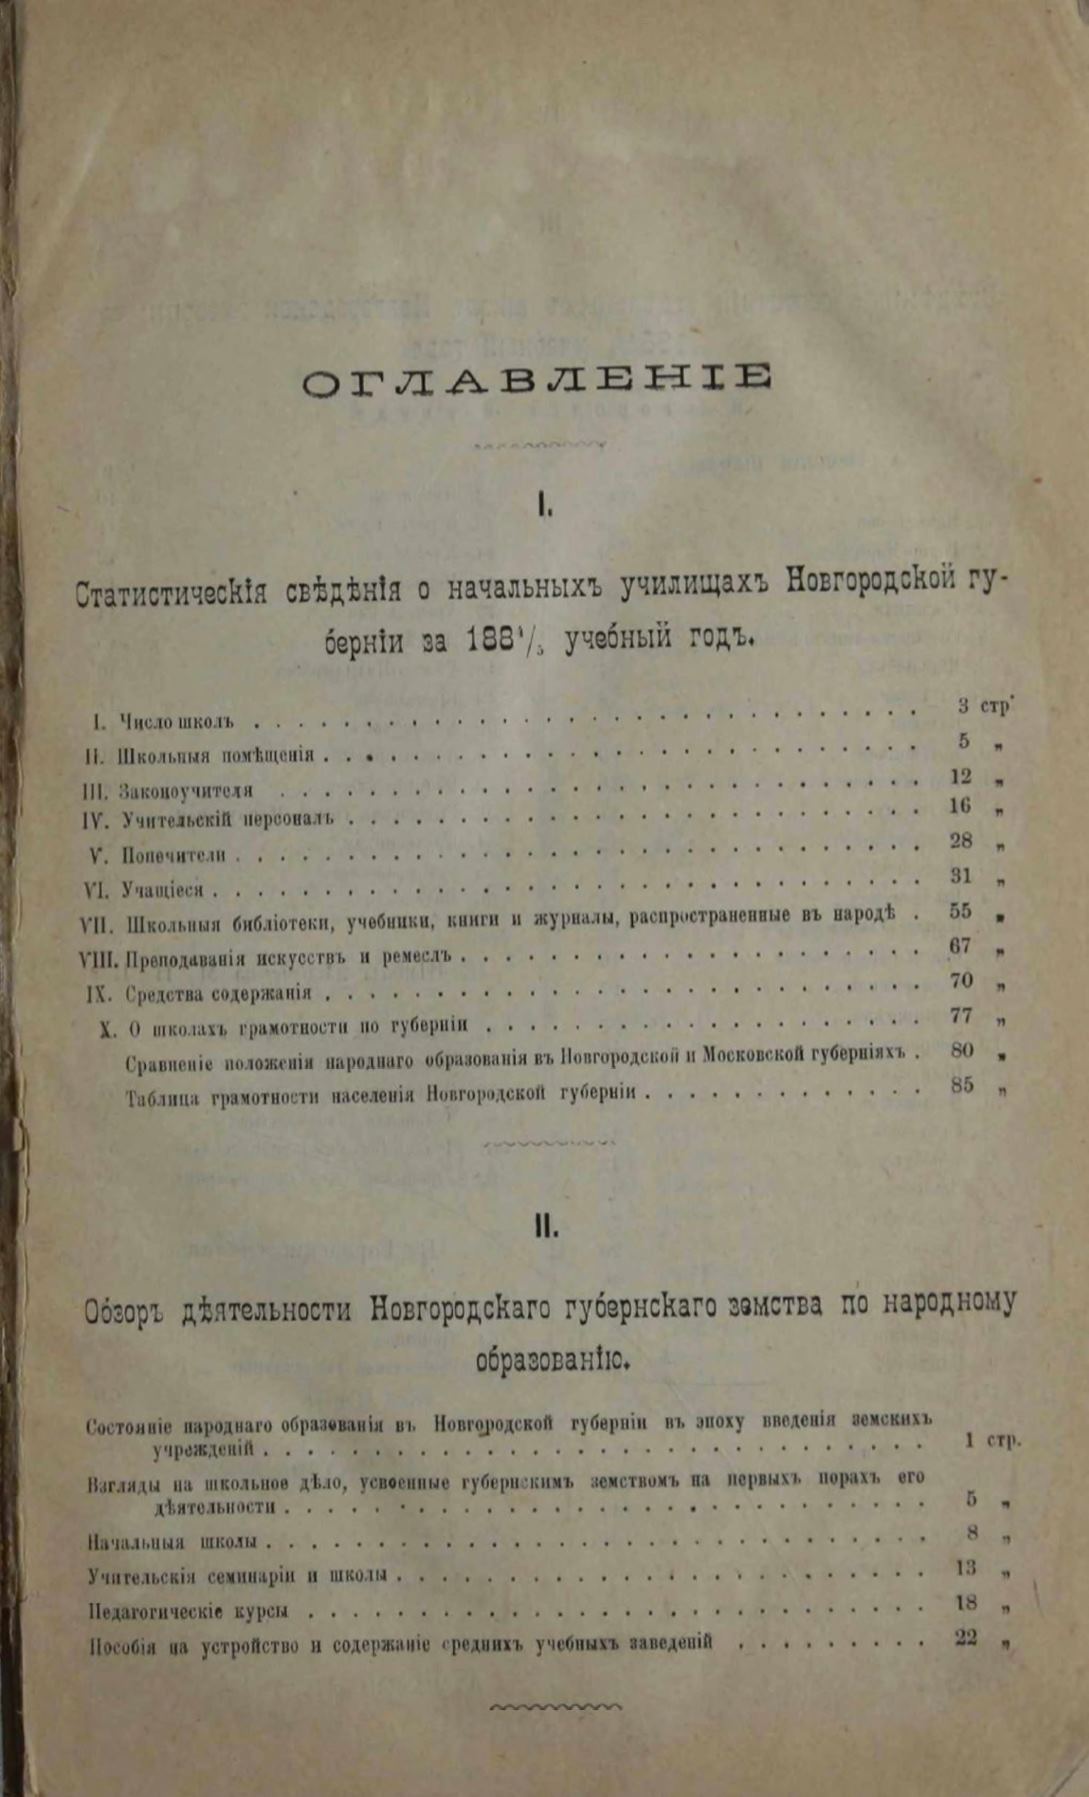 ОГЛАВЛЕНІЕ
I.
Статистическія свѣдѣнія о начальныхъ училищахъ Новгородской гу-
берніи за 188⁴/₅ учебный годъ.
I. Число школъ . . . . . . . . . . 3 стр.
II. Школьныя помѣщенія . . . . . . . . . . 5 „
III. Законоучителя . . . . . . . . . . 12 „
IV. Учительскій персоналъ . . . . . . . . . . 16 „
V. Попечители . . . . . . . . . . 28 „
VI. Учащіеся . . . . . . . . . . 31 „
VII. Школьныя библіотеки, учебники, книги и журналы, распространенные въ народѣ . 55 „
VIII. Преподаванія искусствъ и ремеслъ . . . . . . . . . . 67 „
IX. Средства содержанія . . . . . . . . . . 70 „
X. О школахъ грамотности по губерніи . . . . . . . . . . 77 „
Сравненіе положенія народнаго образованія въ Новгородской и Московской губерніяхъ . 80 „
Таблица грамотности населенія Новгородской губерніи . . . . . . . . . . 85 „
II.
Обзоръ дѣятельности Новгородскаго губернскаго земства по народному
образованію.
Состояніе народнаго образованія въ Новгородской губерніи въ эпоху введенія земскихъ
учрежденій . . . . . . . . . . 1 стр.
Взгляды на школьное дѣло, усвоенные губернскимъ земствомъ на первыхъ порахъ его
дѣятельности . . . . . . . . . . 5 „
Начальныя школы . . . . . . . . . . 8 „
Учительскія семинаріи и школы . . . . . . . . . . 13 „
Педагогическіе курсы . . . . . . . . . . 18 „
Пособія на устройство и содержаніе среднихъ учебныхъ заведеній . . . . . . . . . 22 „